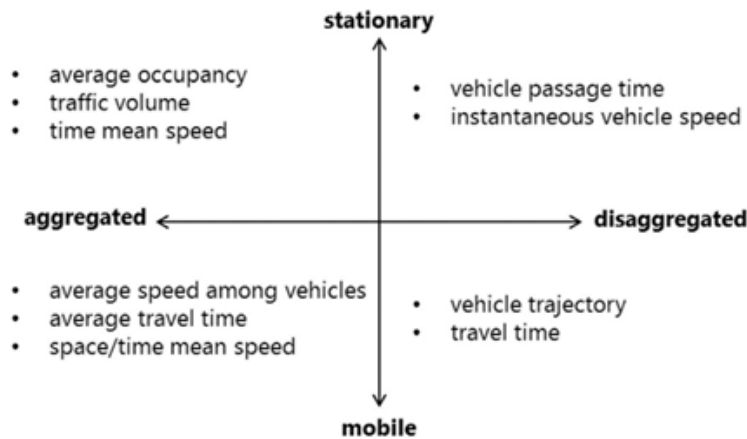 stationary
• average occupancy
• traffic volume
• time mean speed
• vehicle passage time
• instantaneous vehicle speed
aggregated
disaggregated
• average speed among vehicles
• average travel time
• space/time mean speed
• vehicle trajectory
• travel time
mobile